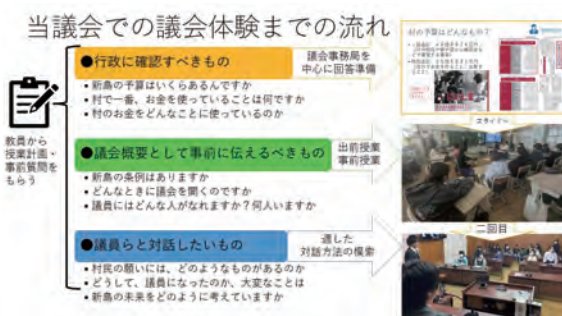 当議会での議会体験までの流れ
教員から
授業計画・
事前質問を
もらう
●行政に確認すべきもの
議会事務局を
中心に回答準備
• 新島の予算はいくらあるんですか
• 村で一番、お金を使っていることは何ですか
• 村のお金をどんなことに使っているのか
●議会概要として事前に伝えるべきもの
出前授業
事前授業
• 新島の条例はありますか
• どんなときに議会を開くのですか
• 議員にはどんな人がなれますか？何人いますか
●議員らと対話したいもの
適した
対話方法の模索
• 村民の願いには、どのようなものがあるのか
• どうして、議員になったのか、大変なことは
• 新島の未来をどのように考えていますか
村の予算はどんなもの？
スライドへ
二回目